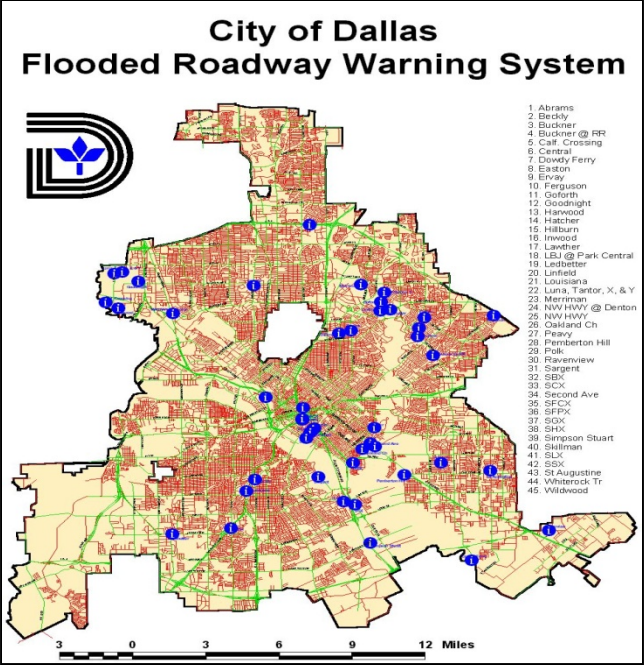 City of Dallas
Flooded Roadway Warning System
1. Abrams
2. Beckly
3. Buckner
4. Buckner @ RR
5. Calf. Crossing
6. Central
7. Dowdy Ferry
8. Easton
9. Ervay
10. Ferguson
11. Goforth
12. Goodnight
13. Harwood
14. Hatcher
15. Hillburn
16. Inwood
17. Lawther
18. LBJ @ Park Central
19. Ledbetter
20. Linfield
21. Louisiana
22. Luna, Tantor, X, & Y
23. Merriman
24. NW HWY @ Denton
25. NW HWY
26. Oakland Ch
27. Peavy
28. Pemberton Hill
29. Polk
30. Ravenview
31. Sargent
32. SBX
33. SCX
34. Second Ave
35. SFCX
36. SFPX
37. SGX
38. SHX
39. Simpson Stuart
40. Skillman
41. SLX
42. SSX
43. St Augustine
44. Whiterock Tr
45. Wildwood
3 0 3 6 9 12 Miles